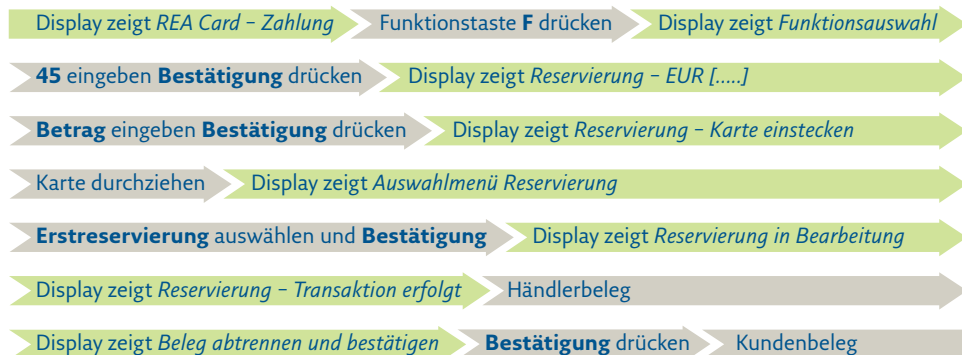 Display zeigt REA Card – Zahlung Funktionstaste F drücken Display zeigt Funktionsauswahl
45 eingeben Bestätigung drücken Display zeigt Reservierung – EUR [.....]
Betrag eingeben Bestätigung drücken Display zeigt Reservierung – Karte einstecken
Karte durchziehen Display zeigt Auswahlmenü Reservierung
Erstreservierung auswählen und Bestätigung Display zeigt Reservierung in Bearbeitung
Display zeigt Reservierung – Transaktion erfolgt Händlerbeleg
Display zeigt Beleg abtrennen und bestätigen Bestätigung drücken Kundenbeleg